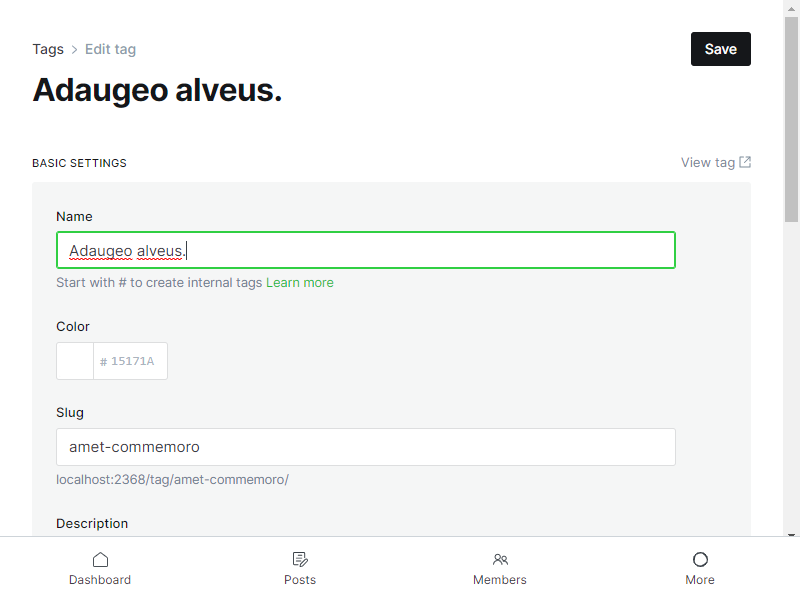 Tags > Edit tag
Save
Adaugeo alveus.
BASIC SETTINGS
View tag
Name
Adaugeo alveus.
Start with # to create internal tags Learn more
Color
# 15171A
Slug
amet-commemoro
localhost:2368/tag/amet-commemoro/
Description
Dashboard
Posts
Members
More